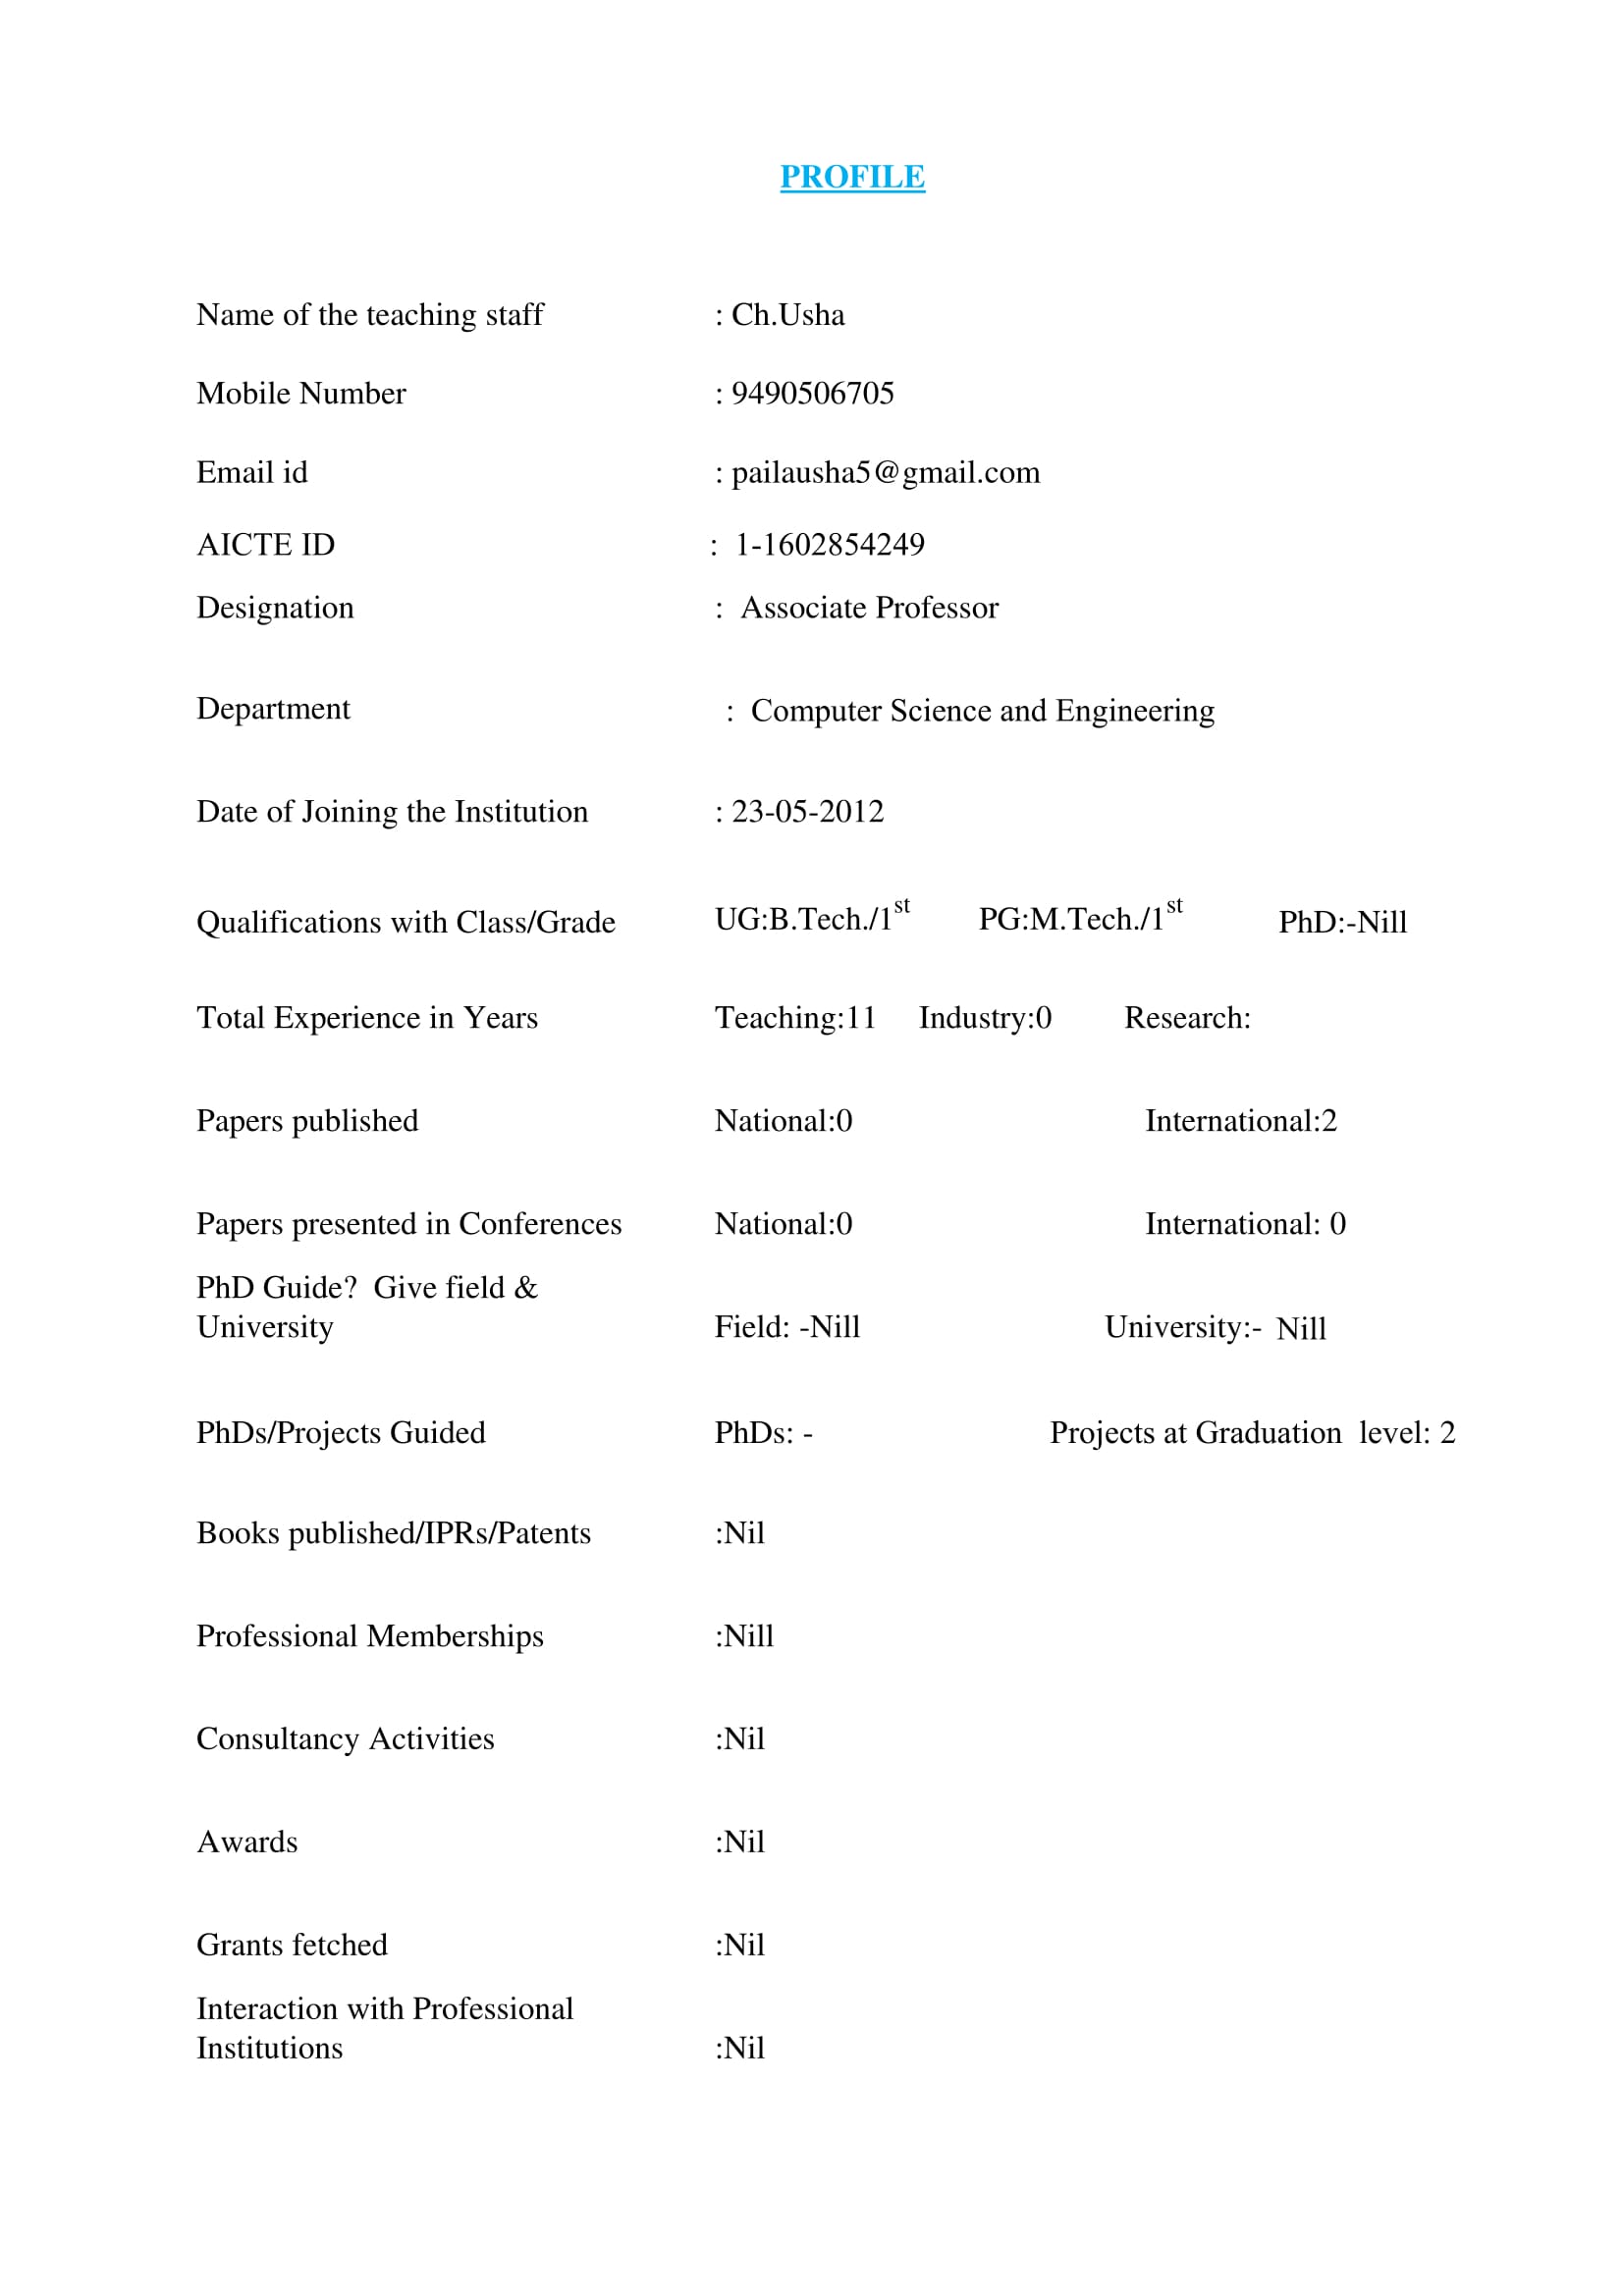 PROFILE
Name of the teaching staff : Ch.Usha
Mobile Number : 9490506705
Email id : pailausha5@gmail.com
AICTE ID : 1-1602854249
Designation : Associate Professor
Department : Computer Science and Engineering
Date of Joining the Institution : 23-05-2012
Qualifications with Class/Grade UG:B.Tech./1st PG:M.Tech./1st PhD:-Nill
Total Experience in Years Teaching:11 Industry:0 Research:
Papers published National:0 International:2
Papers presented in Conferences National:0 International: 0
PhD Guide? Give field &
University Field: -Nill University:- Nill
PhDs/Projects Guided PhDs: - Projects at Graduation level: 2
Books published/IPRs/Patents :Nil
Professional Memberships :Nill
Consultancy Activities :Nil
Awards :Nil
Grants fetched :Nil
Interaction with Professional
Institutions :Nil